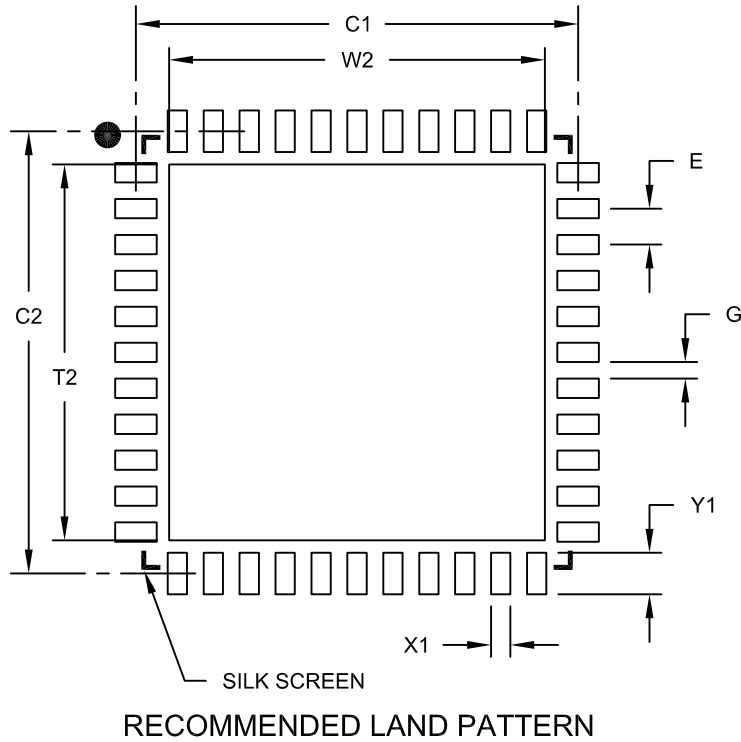 C1
W2
E
C2
G
T2
Y1
X1
SILK SCREEN
RECOMMENDED LAND PATTERN